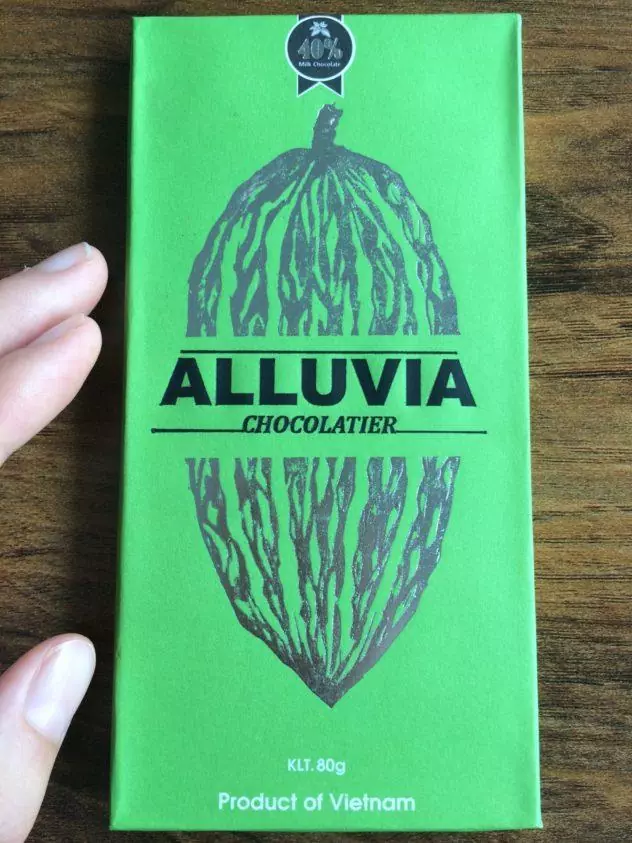 40%
Milk Chocolate
ALLUVIA
CHOCOLATIER
KLT. 80g
Product of Vietnam